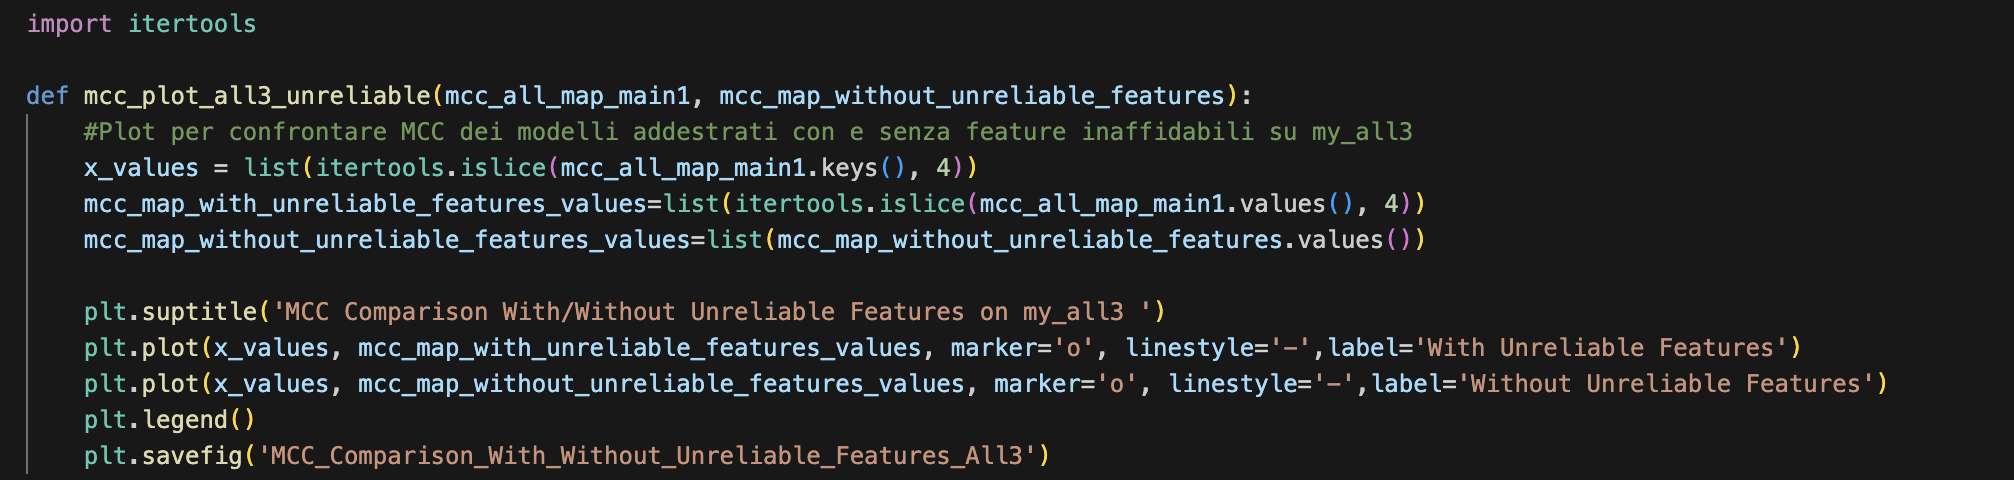 import itertools
def mcc_plot_all3_unreliable(mcc_all_map_main1, mcc_map_without_unreliable_features):
#Plot per confrontare MCC dei modelli addestrati con e senza feature inaffidabili su my_all3
x_values = list(itertools.islice(mcc_all_map_main1.keys(), 4))
mcc_map_with_unreliable_features_values=list(itertools.islice(mcc_all_map_main1.values(), 4))
mcc_map_without_unreliable_features_values=list(mcc_map_without_unreliable_features.values())
plt.suptitle('MCC Comparison With/Without Unreliable Features on my_all3 ')
plt.plot(x_values, mcc_map_with_unreliable_features_values, marker='o', linestyle='-',label='With Unreliable Features')
plt.plot(x_values, mcc_map_without_unreliable_features_values, marker='o', linestyle='-',label='Without Unreliable Features')
plt.legend()
plt.savefig('MCC_Comparison_With_Without_Unreliable_Features_All3')